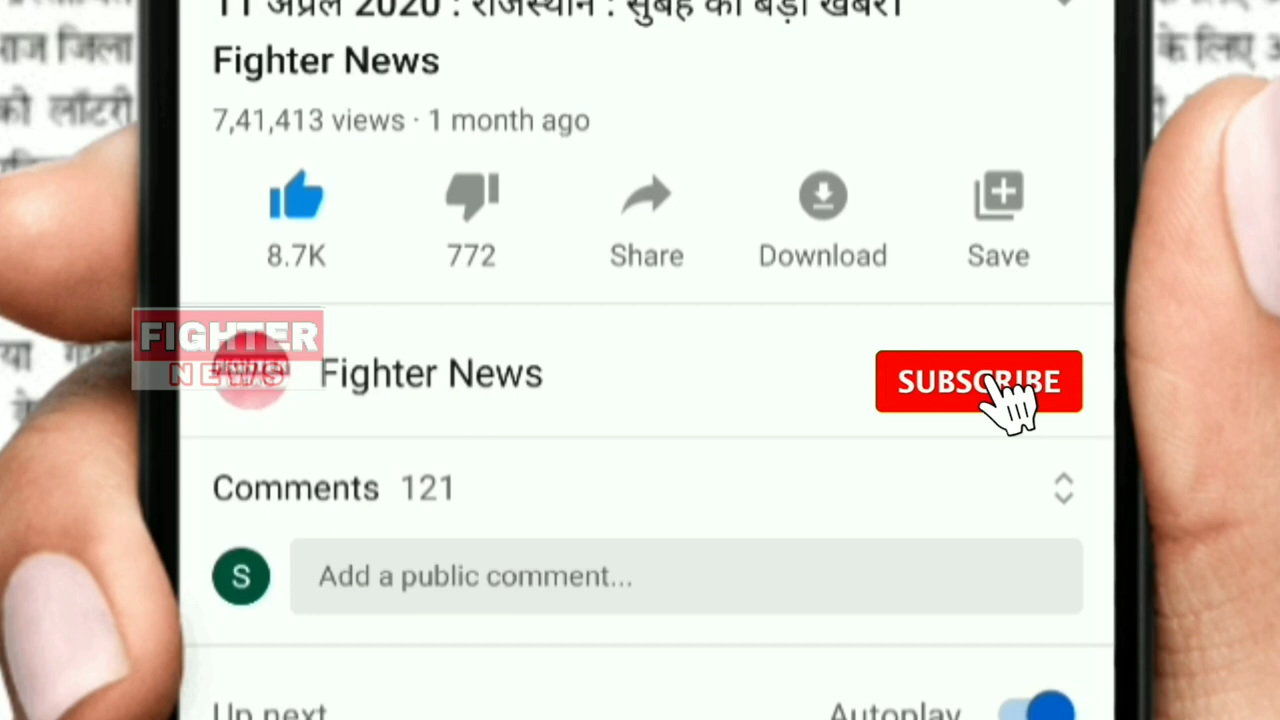 11 अप्रैल 2020 : राजस्थान : सुबह की बड़ी खबरें
Fighter News
7,41,413 views · 1 month ago
8.7K
772
Share
Download
Save
FIGHTER
NEWS
Fighter News
SUBSCRIBE
Comments 121
S
Add a public comment...
Up next
Autoplay
राज जिला
की लॉटरी
के लिए